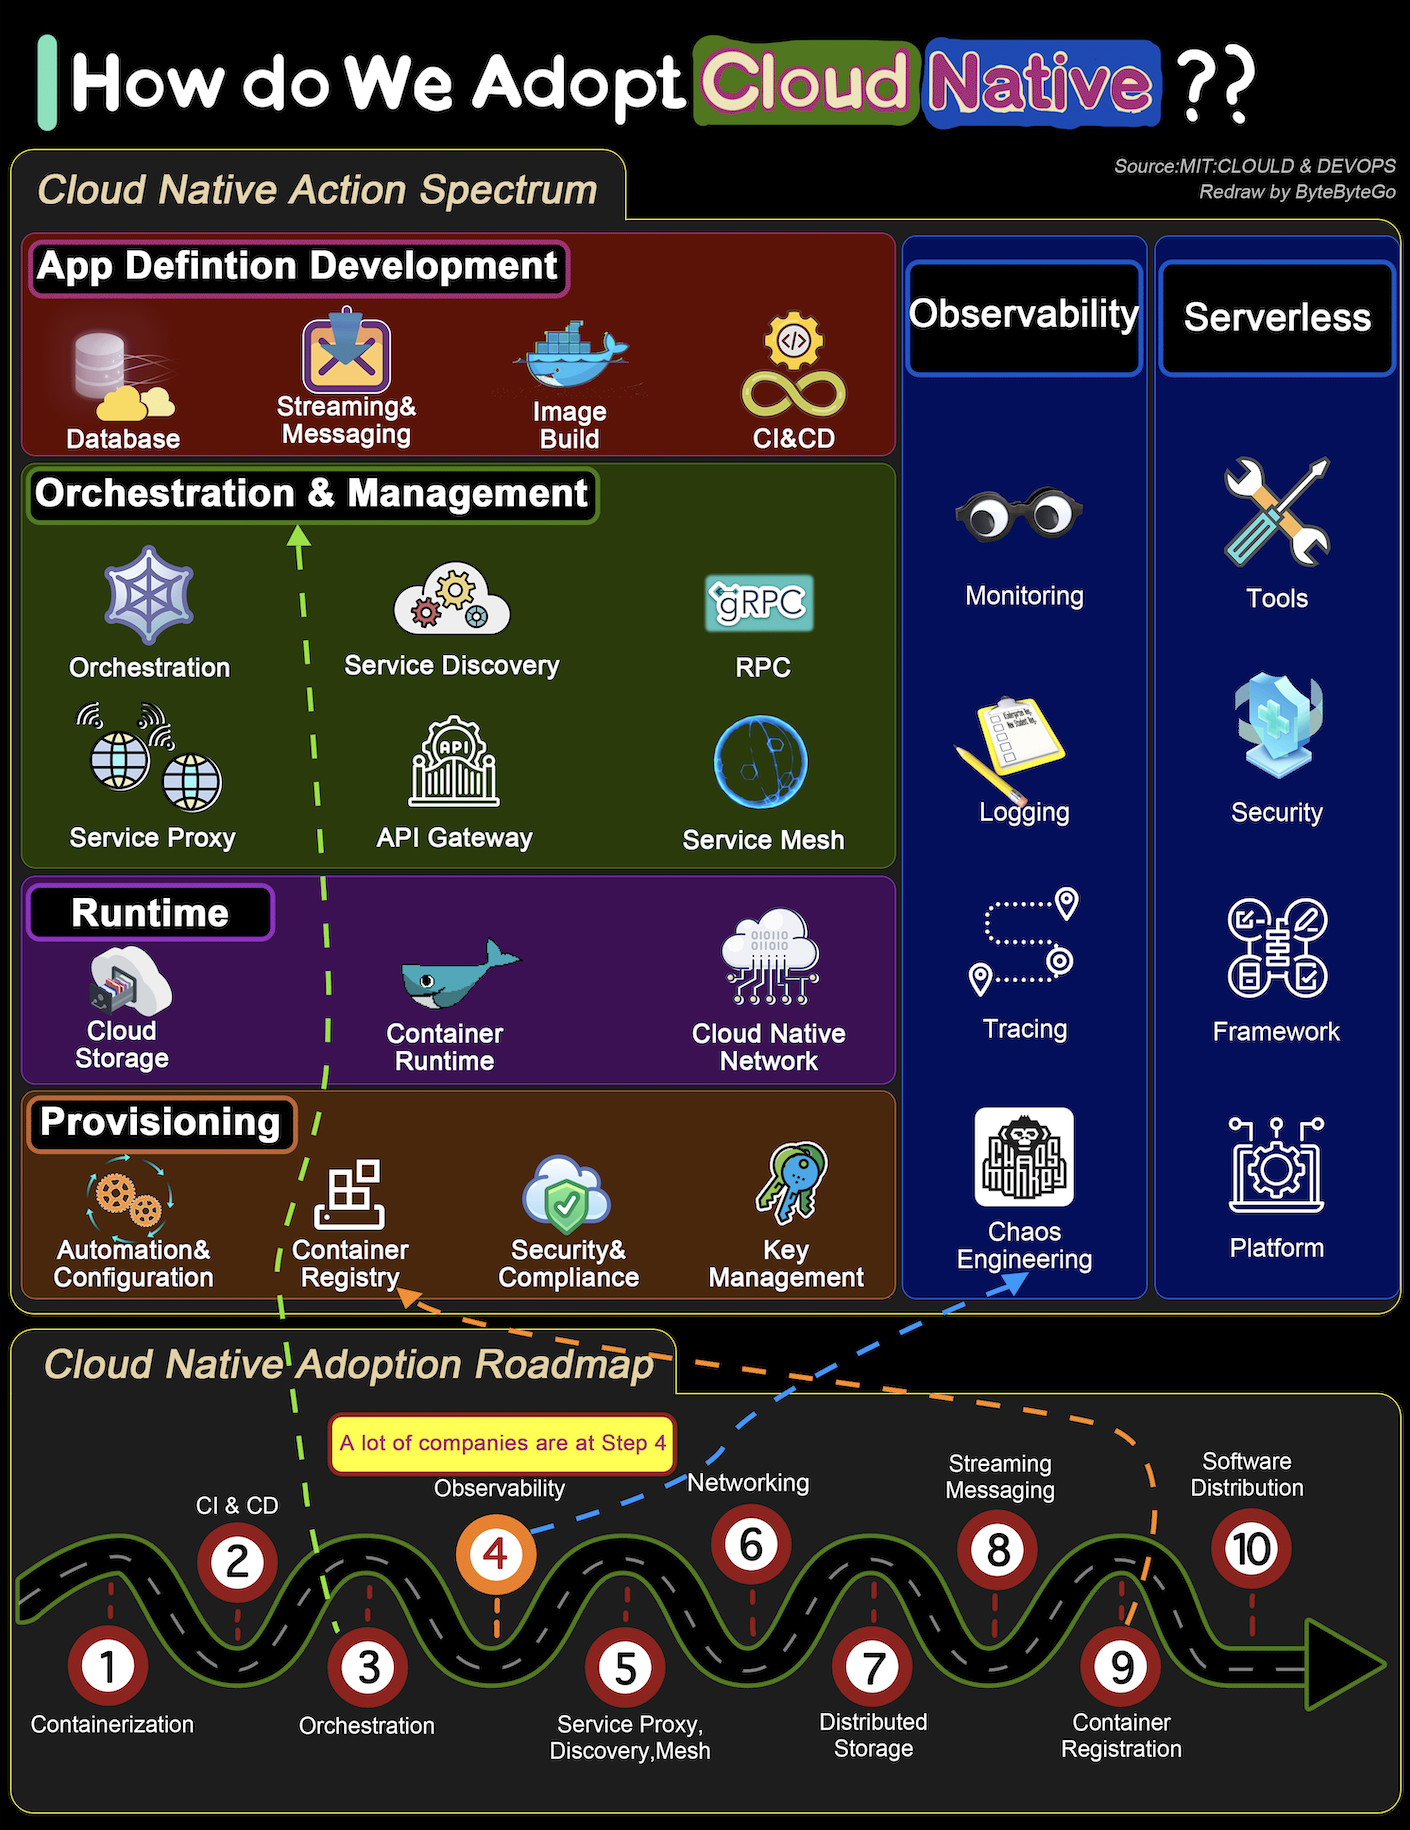 How do We Adopt Cloud Native ??
Source:MIT:CLOULD & DEVOPS
Redraw by ByteByteGo
Cloud Native Action Spectrum
App Defintion Development
Database
Streaming&
Messaging
Image
Build
</>
CI&CD
Orchestration & Management
Orchestration
Service Discovery
gRPC
RPC
Service Proxy
API
API Gateway
Service Mesh
Runtime
Cloud
Storage
Container
Runtime
010110
011010
Cloud Native
Network
Provisioning
Automation&
Configuration
Container
Registry
Security&
Compliance
Key
Management
Observability
Monitoring
Logging
Tracing
CHAOS
MONKEY
Chaos
Engineering
Serverless
Tools
Security
Framework
Platform
Cloud Native Adoption Roadmap
A lot of companies are at Step 4
1
Containerization
CI & CD
2
3
Orchestration
Observability
4
5
Service Proxy,
Discovery,Mesh
Networking
6
7
Distributed
Storage
Streaming
Messaging
8
9
Container
Registration
Software
Distribution
10